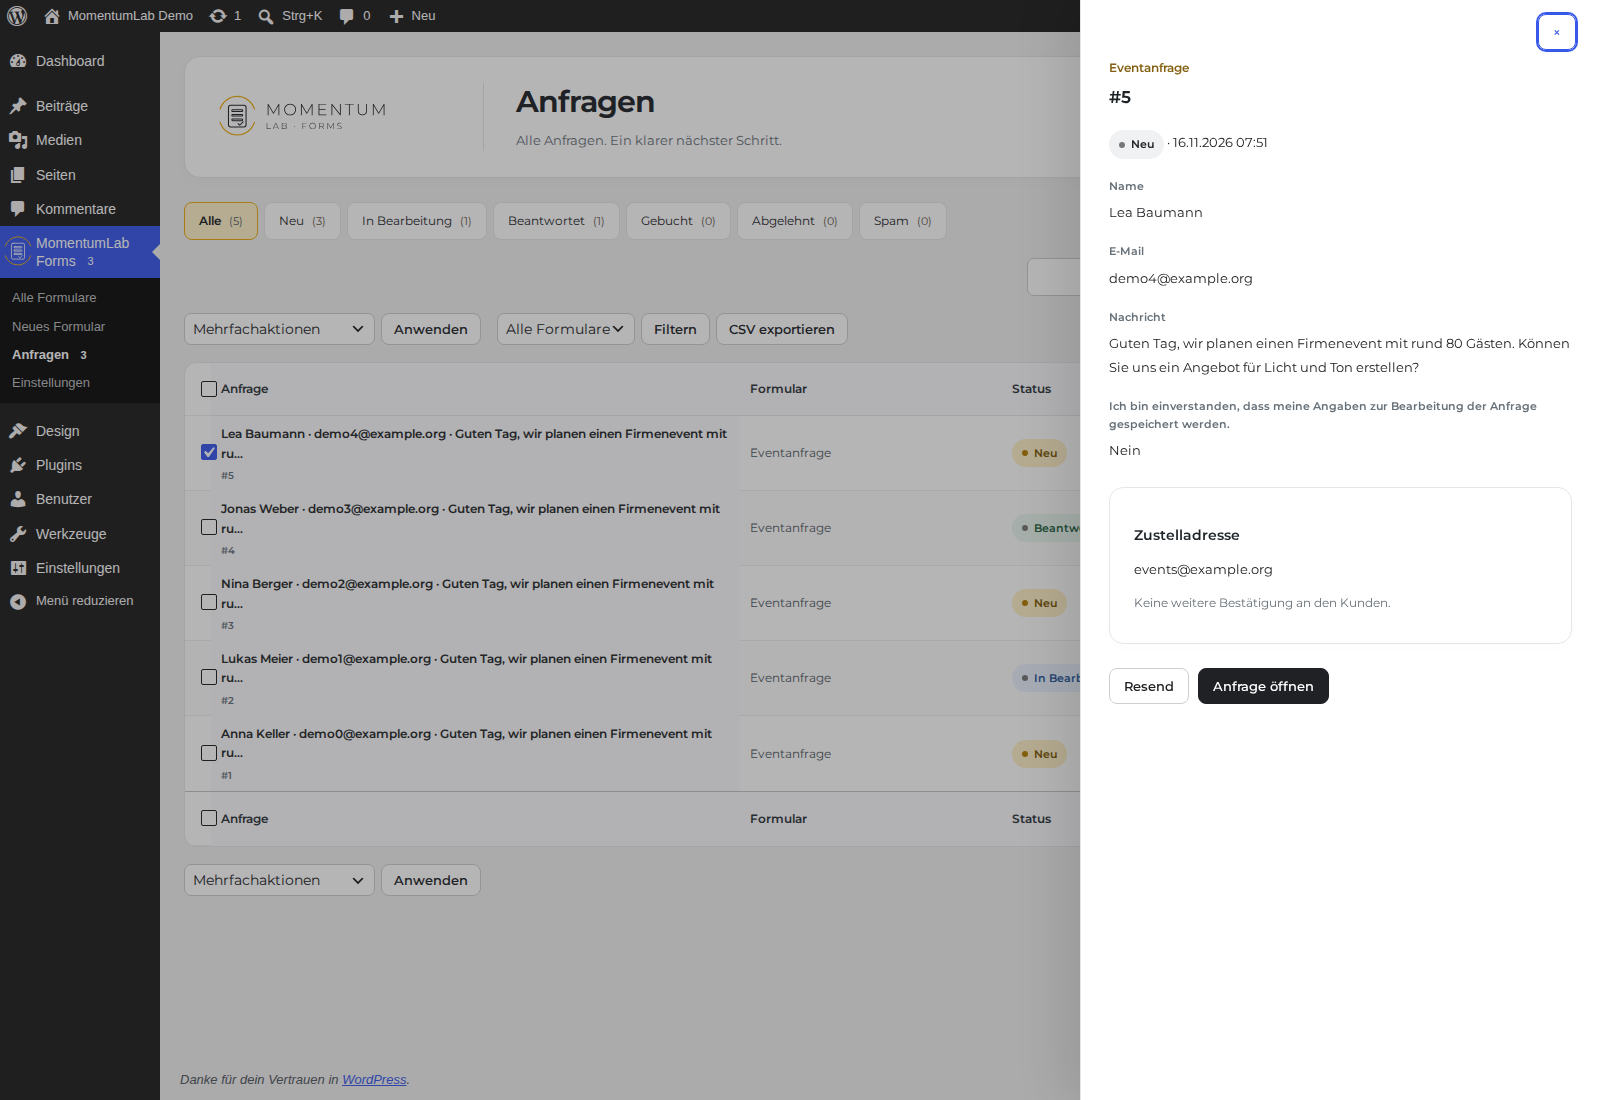 MomentumLab Demo 1 Strg+K 0 Neu
Dashboard
Beiträge
Medien
Seiten
Kommentare
MomentumLab
Forms 3
Alle Formulare
Neues Formular
Anfragen 3
Einstellungen
Design
Plugins
Benutzer
Werkzeuge
Einstellungen
Menü reduzieren
MOMENTUM
LAB · FORMS
Anfragen
Alle Anfragen. Ein klarer nächster Schritt.
Alle (5) Neu (3) In Bearbeitung (1) Beantwortet (1) Gebucht (0) Abgelehnt (0) Spam (0)
Mehrfachaktionen Anwenden Alle Formulare Filtern CSV exportieren
Anfrage Formular Status
Lea Baumann · demo4@example.org · Guten Tag, wir planen einen Firmenevent mit
ru...
#5
Eventanfrage Neu
Jonas Weber · demo3@example.org · Guten Tag, wir planen einen Firmenevent mit
ru...
#4
Eventanfrage Beantw
Nina Berger · demo2@example.org · Guten Tag, wir planen einen Firmenevent mit
ru...
#3
Eventanfrage Neu
Lukas Meier · demo1@example.org · Guten Tag, wir planen einen Firmenevent mit
ru...
#2
Eventanfrage In Bearb
Anna Keller · demo0@example.org · Guten Tag, wir planen einen Firmenevent mit
ru...
#1
Eventanfrage Neu
Anfrage Formular Status
Mehrfachaktionen Anwenden
Danke für dein Vertrauen in WordPress.
×
Eventanfrage
#5
Neu · 16.11.2026 07:51
Name
Lea Baumann
E-Mail
demo4@example.org
Nachricht
Guten Tag, wir planen einen Firmenevent mit rund 80 Gästen. Können
Sie uns ein Angebot für Licht und Ton erstellen?
Ich bin einverstanden, dass meine Angaben zur Bearbeitung der Anfrage
gespeichert werden.
Nein
Zustelladresse
events@example.org
Keine weitere Bestätigung an den Kunden.
Resend Anfrage öffnen